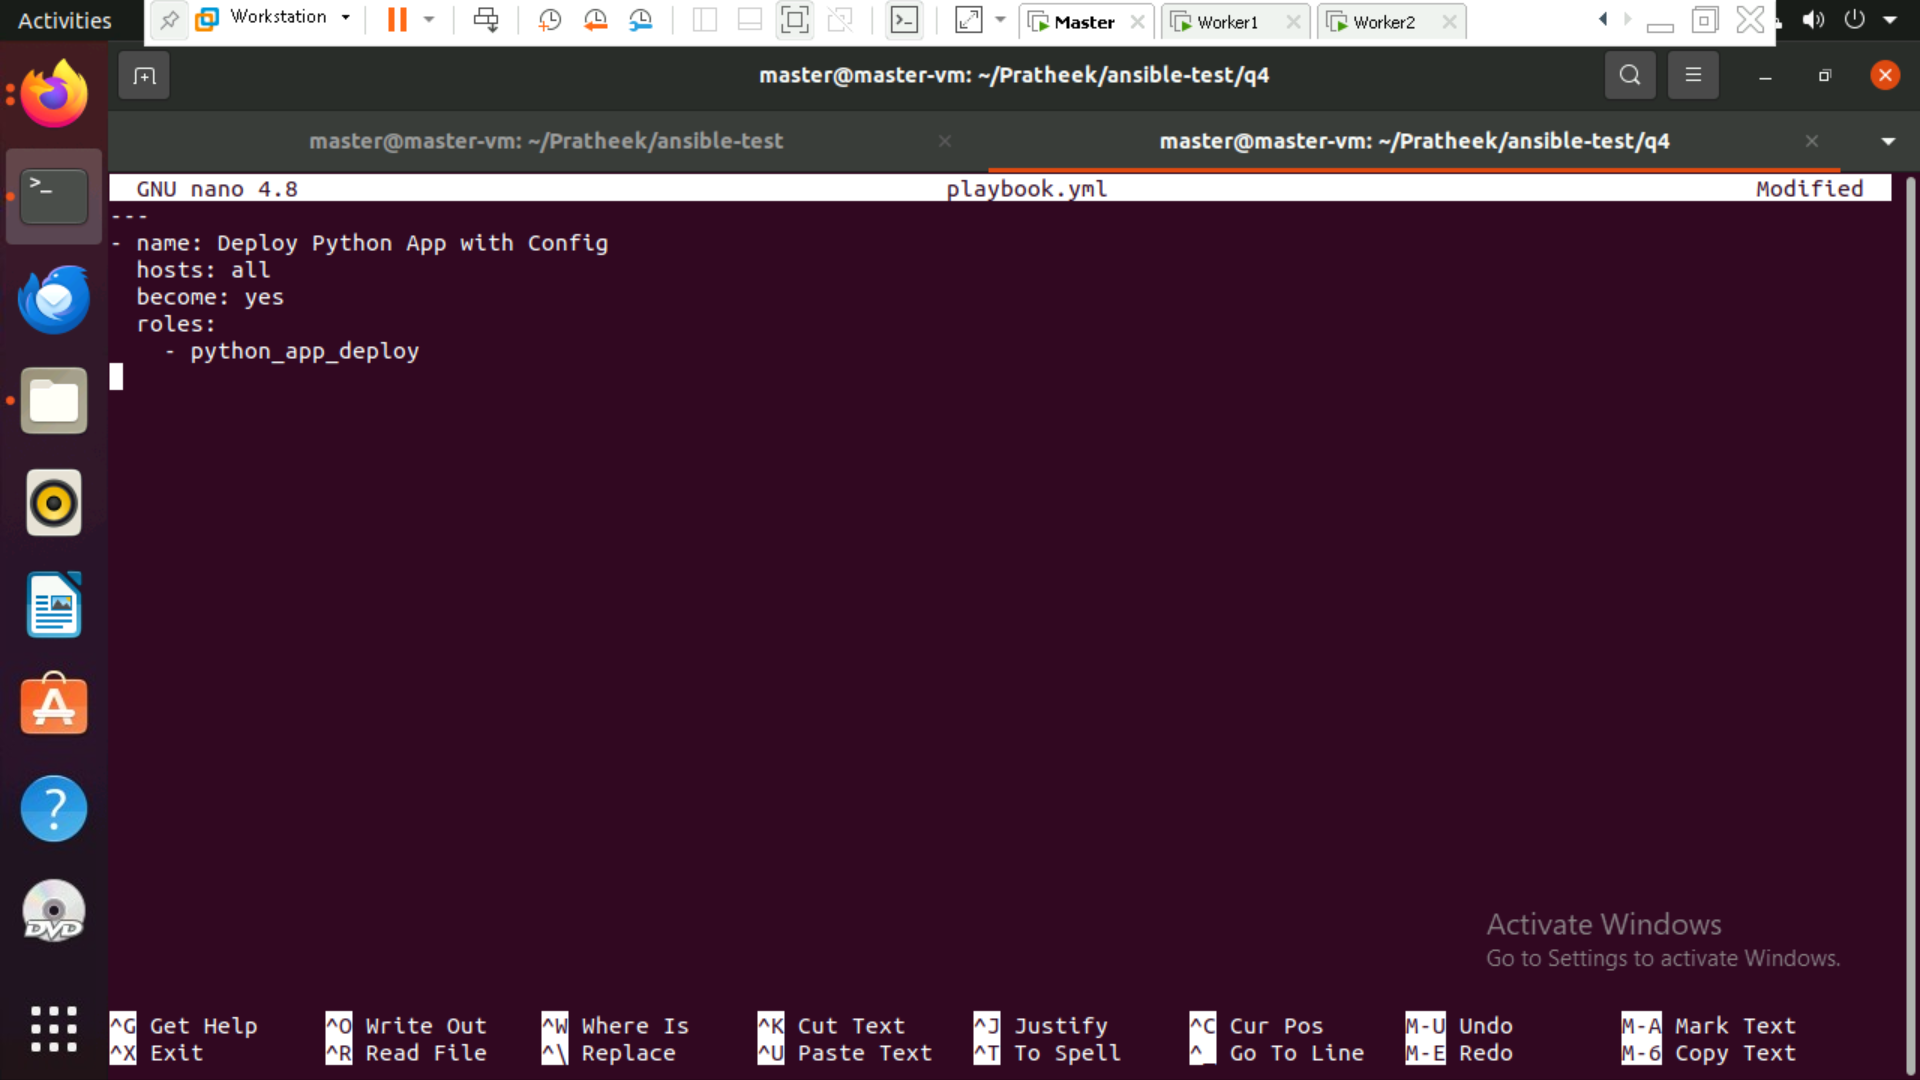 Activities
Workstation
Master
Worker1
Worker2
master@master-vm: ~/Pratheek/ansible-test/q4
master@master-vm: ~/Pratheek/ansible-test
master@master-vm: ~/Pratheek/ansible-test/q4
GNU nano 4.8 playbook.yml Modified
---
- name: Deploy Python App with Config
  hosts: all
  become: yes
  roles:
    - python_app_deploy
Activate Windows
Go to Settings to activate Windows.
^G Get Help ^O Write Out ^W Where Is ^K Cut Text ^J Justify ^C Cur Pos M-U Undo M-A Mark Text
^X Exit ^R Read File ^\ Replace ^U Paste Text ^T To Spell ^_ Go To Line M-E Redo M-6 Copy Text
DVD